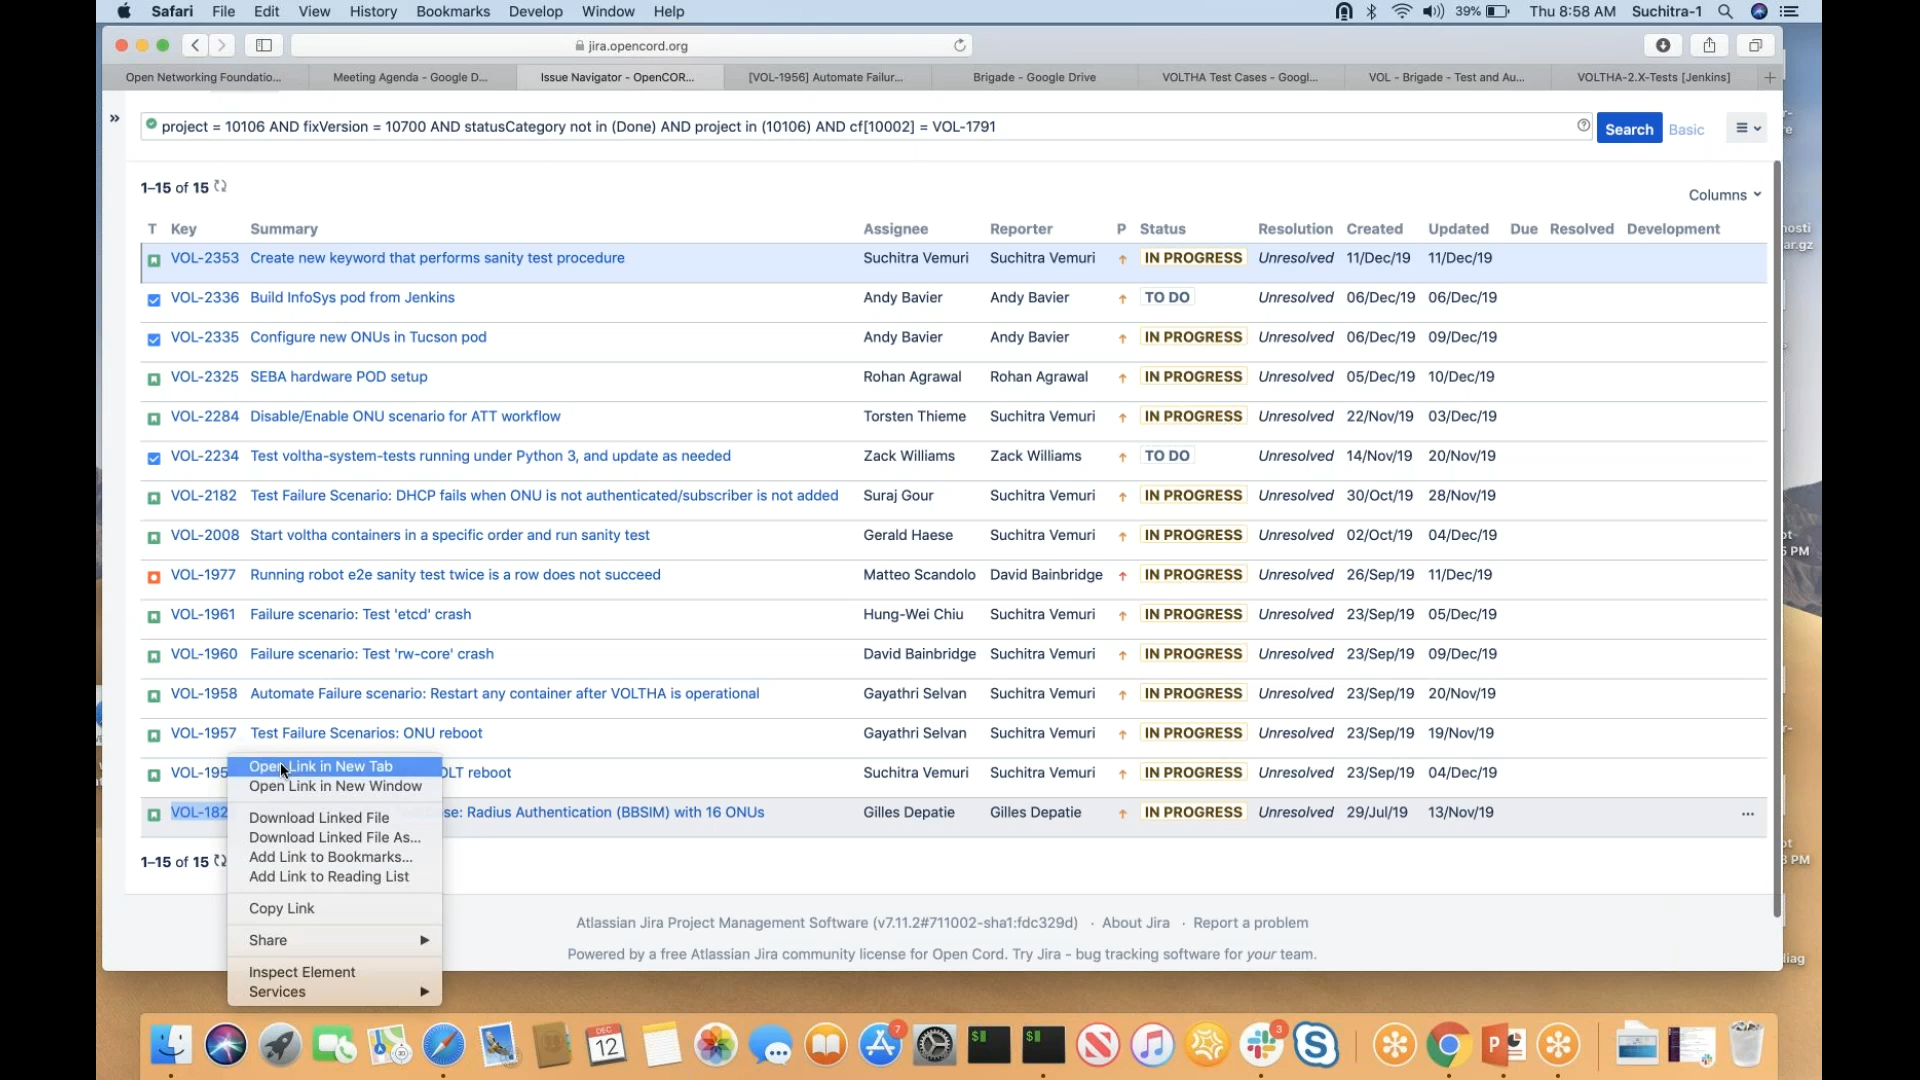 Safari File Edit View History Bookmarks Develop Window Help 39% Thu 8:58 AM Suchitra-1
jira.opencord.org
Open Networking Foundatio... Meeting Agenda - Google D... Issue Navigator - OpenCOR... [VOL-1956] Automate Failur... Brigade - Google Drive VOLTHA Test Cases - Googl... VOL - Brigade - Test and Au... VOLTHA-2.X-Tests [Jenkins]
project = 10106 AND fixVersion = 10700 AND statusCategory not in (Done) AND project in (10106) AND cf[10002] = VOL-1791 Search Basic
1–15 of 15
Columns
T Key Summary Assignee Reporter P Status Resolution Created Updated Due Resolved Development
VOL-2353 Create new keyword that performs sanity test procedure Suchitra Vemuri Suchitra Vemuri IN PROGRESS Unresolved 11/Dec/19 11/Dec/19
VOL-2336 Build InfoSys pod from Jenkins Andy Bavier Andy Bavier TO DO Unresolved 06/Dec/19 06/Dec/19
VOL-2335 Configure new ONUs in Tucson pod Andy Bavier Andy Bavier IN PROGRESS Unresolved 06/Dec/19 09/Dec/19
VOL-2325 SEBA hardware POD setup Rohan Agrawal Rohan Agrawal IN PROGRESS Unresolved 05/Dec/19 10/Dec/19
VOL-2284 Disable/Enable ONU scenario for ATT workflow Torsten Thieme Suchitra Vemuri IN PROGRESS Unresolved 22/Nov/19 03/Dec/19
VOL-2234 Test voltha-system-tests running under Python 3, and update as needed Zack Williams Zack Williams TO DO Unresolved 14/Nov/19 20/Nov/19
VOL-2182 Test Failure Scenario: DHCP fails when ONU is not authenticated/subscriber is not added Suraj Gour Suchitra Vemuri IN PROGRESS Unresolved 30/Oct/19 28/Nov/19
VOL-2008 Start voltha containers in a specific order and run sanity test Gerald Haese Suchitra Vemuri IN PROGRESS Unresolved 02/Oct/19 04/Dec/19
VOL-1977 Running robot e2e sanity test twice is a row does not succeed Matteo Scandolo David Bainbridge IN PROGRESS Unresolved 26/Sep/19 11/Dec/19
VOL-1961 Failure scenario: Test 'etcd' crash Hung-Wei Chiu Suchitra Vemuri IN PROGRESS Unresolved 23/Sep/19 05/Dec/19
VOL-1960 Failure scenario: Test 'rw-core' crash David Bainbridge Suchitra Vemuri IN PROGRESS Unresolved 23/Sep/19 09/Dec/19
VOL-1958 Automate Failure scenario: Restart any container after VOLTHA is operational Gayathri Selvan Suchitra Vemuri IN PROGRESS Unresolved 23/Sep/19 20/Nov/19
VOL-1957 Test Failure Scenarios: ONU reboot Gayathri Selvan Suchitra Vemuri IN PROGRESS Unresolved 23/Sep/19 19/Nov/19
VOL-195 OLT reboot Suchitra Vemuri Suchitra Vemuri IN PROGRESS Unresolved 23/Sep/19 04/Dec/19
VOL-182 se: Radius Authentication (BBSIM) with 16 ONUs Gilles Depatie Gilles Depatie IN PROGRESS Unresolved 29/Jul/19 13/Nov/19 ...
1–15 of 15
Open Link in New Tab
Open Link in New Window
Download Linked File
Download Linked File As...
Add Link to Bookmarks...
Add Link to Reading List
Copy Link
Share
Inspect Element
Services
Atlassian Jira Project Management Software (v7.11.2#711002-sha1:fdc329d) · About Jira · Report a problem
Powered by a free Atlassian Jira community license for Open Cord. Try Jira - bug tracking software for your team.
DEC
12
7
3